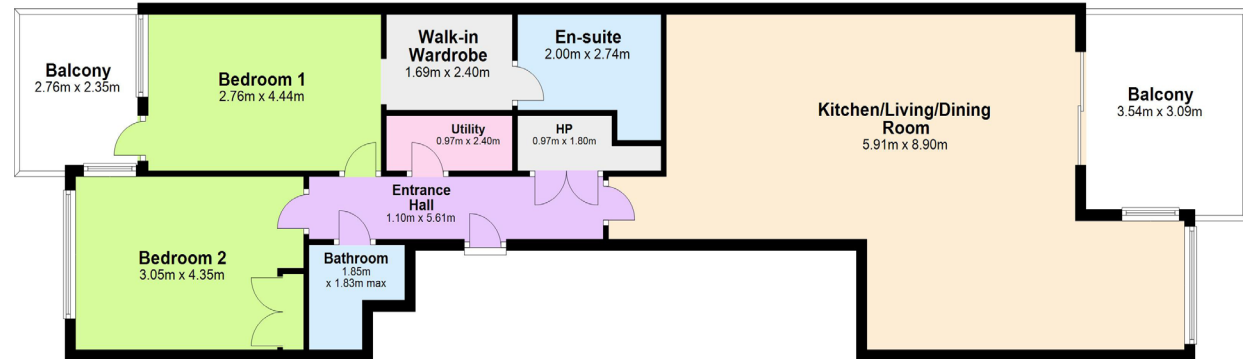 Balcony
2.76m x 2.35m
Bedroom 1
2.76m x 4.44m
Walk-in
Wardrobe
1.69m x 2.40m
En-suite
2.00m x 2.74m
Kitchen/Living/Dining
Room
5.91m x 8.90m
Balcony
3.54m x 3.09m
Utility
0.97m x 2.40m
HP
0.97m x 1.80m
Entrance
Hall
1.10m x 5.61m
Bedroom 2
3.05m x 4.35m
Bathroom
1.85m
x 1.83m max